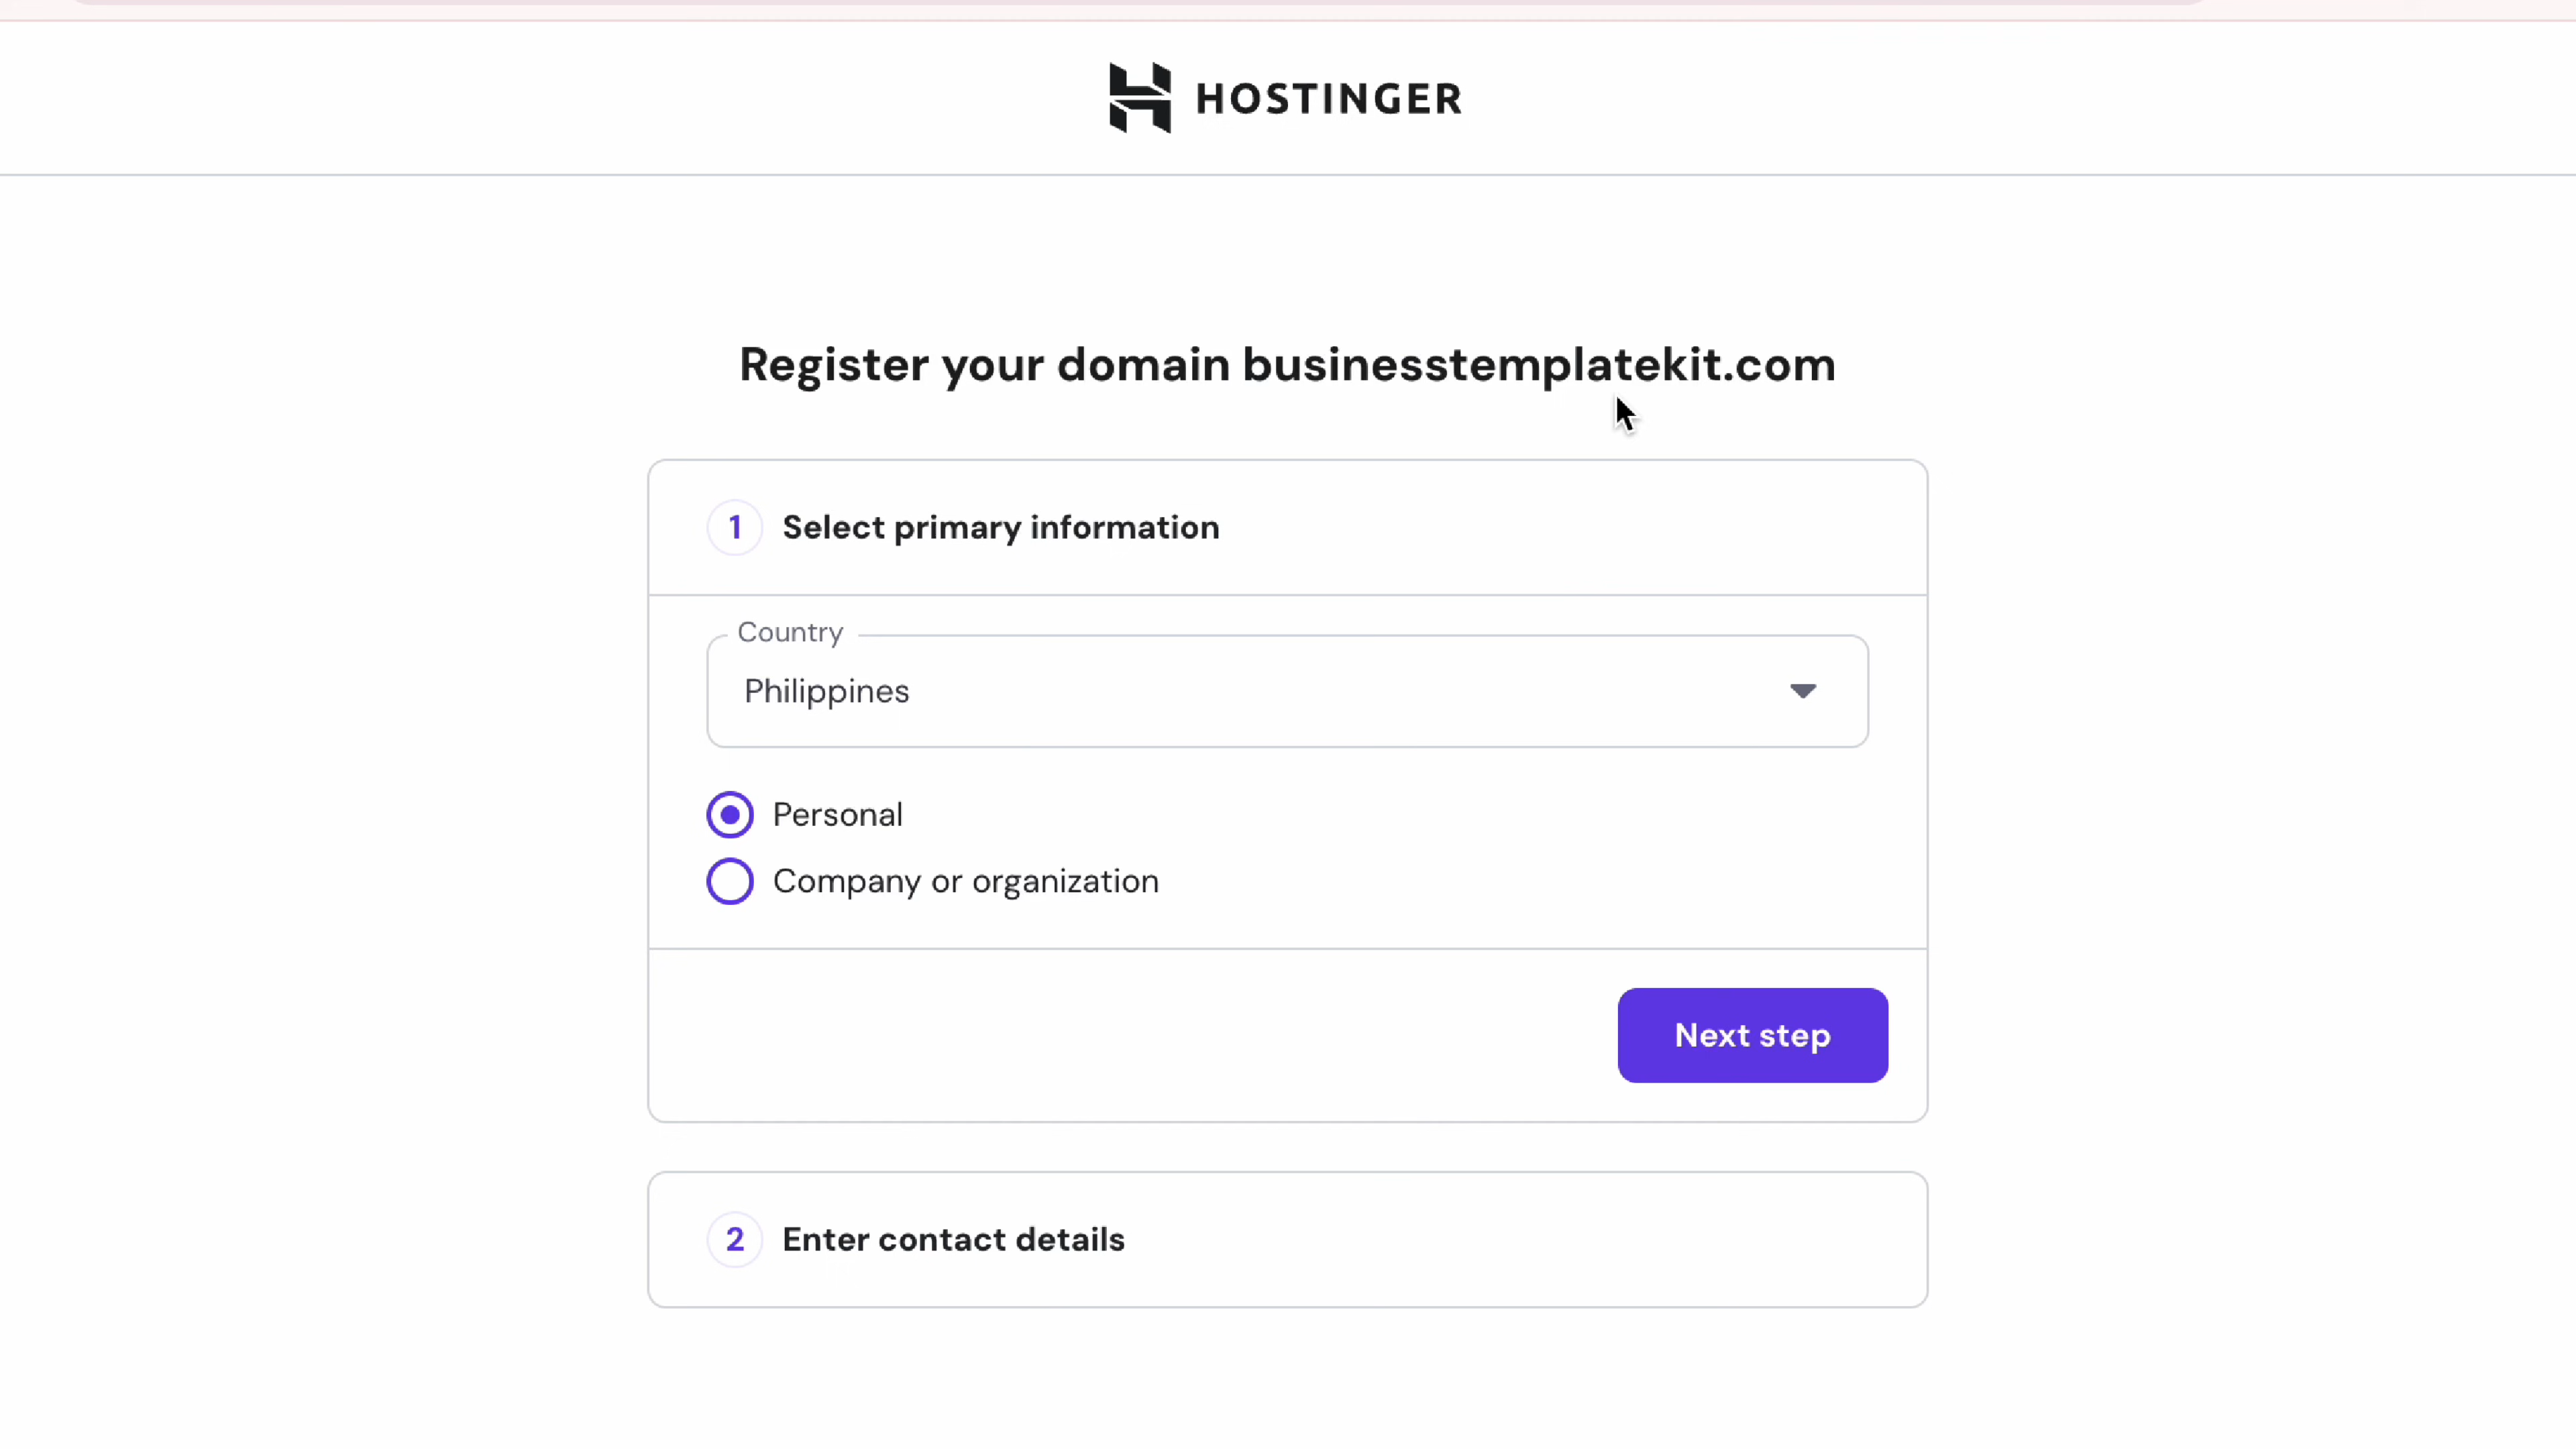 HOSTINGER
Register your domain businesstemplatekit.com
1 Select primary information
Country
Philippines
Personal
Company or organization
Next step
2 Enter contact details